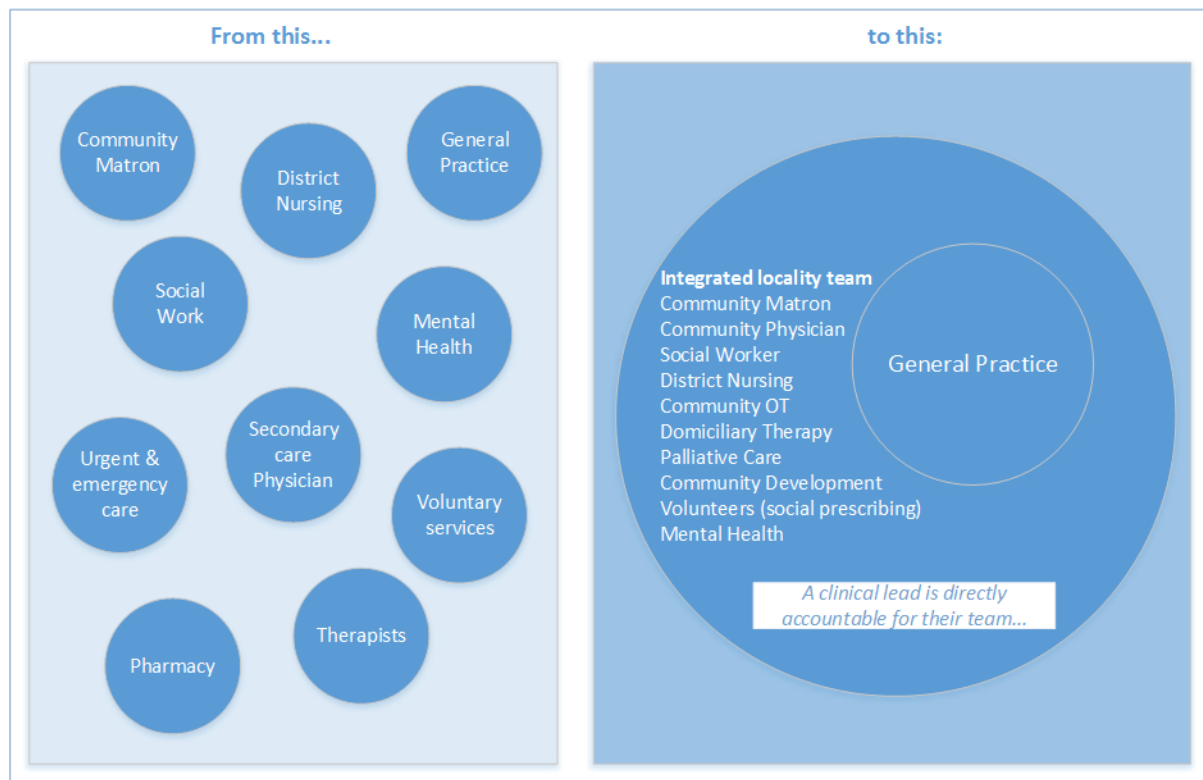 From this...
to this:
Community
Matron
District
Nursing
General
Practice
Social
Work
Mental
Health
Urgent &
emergency
care
Secondary
care
Physician
Voluntary
services
Pharmacy
Therapists
Integrated locality team
Community Matron
Community Physician
Social Worker
District Nursing
Community OT
Domiciliary Therapy
Palliative Care
Community Development
Volunteers (social prescribing)
Mental Health
General Practice
A clinical lead is directly
accountable for their team...